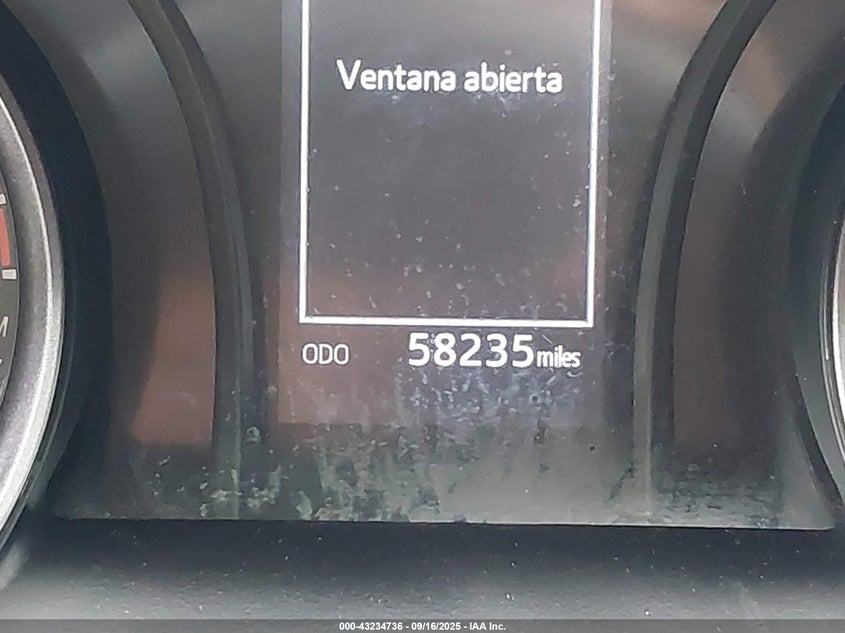 Ventana abierta
ODO 58235 miles
000-43234736 - 09/16/2025 - IAA Inc.